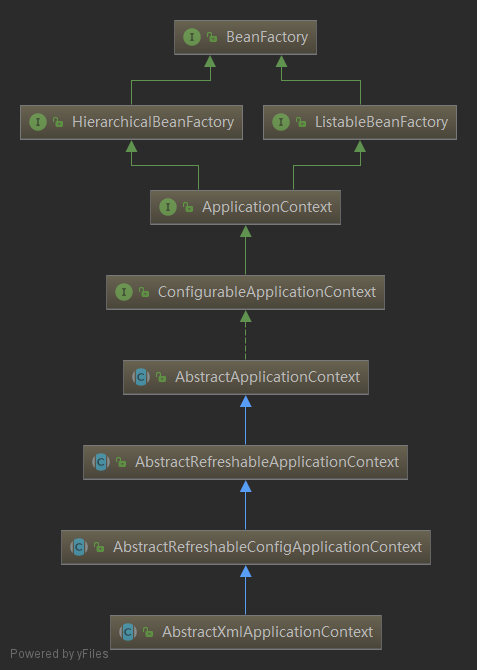 I BeanFactory
I HierarchicalBeanFactory
I ListableBeanFactory
I ApplicationContext
I ConfigurableApplicationContext
C AbstractApplicationContext
C AbstractRefreshableApplicationContext
C AbstractRefreshableConfigApplicationContext
C AbstractXmlApplicationContext
Powered by yFiles